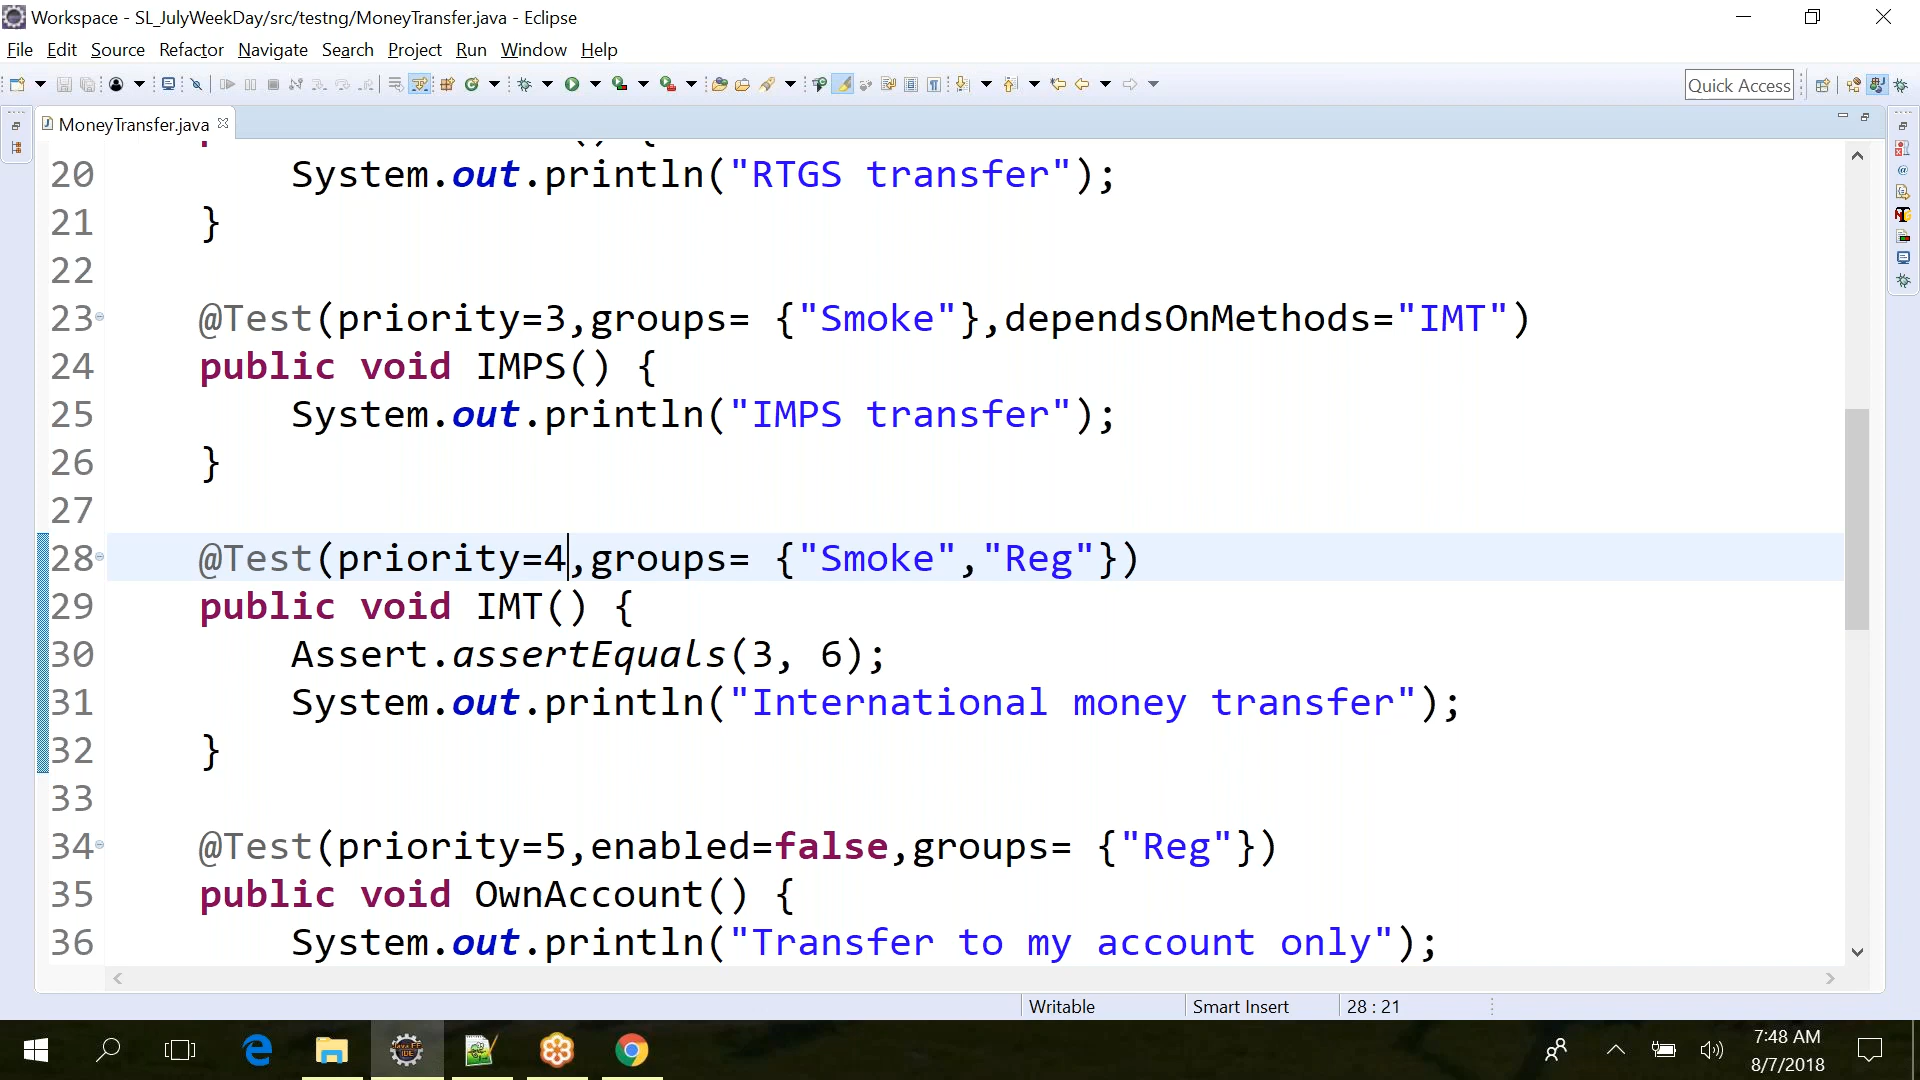 Workspace - SL_JulyWeekDay/src/testng/MoneyTransfer.java - Eclipse
File Edit Source Refactor Navigate Search Project Run Window Help
Quick Access
MoneyTransfer.java
20 System.out.println("RTGS transfer");
21 }
22
23 @Test(priority=3,groups= {"Smoke"},dependsOnMethods="IMT")
24 public void IMPS() {
25 System.out.println("IMPS transfer");
26 }
27
28 @Test(priority=4,groups= {"Smoke","Reg"})
29 public void IMT() {
30 Assert.assertEquals(3, 6);
31 System.out.println("International money transfer");
32 }
33
34 @Test(priority=5,enabled=false,groups= {"Reg"})
35 public void OwnAccount() {
36 System.out.println("Transfer to my account only");
Writable Smart Insert 28 : 21
7:48 AM
8/7/2018